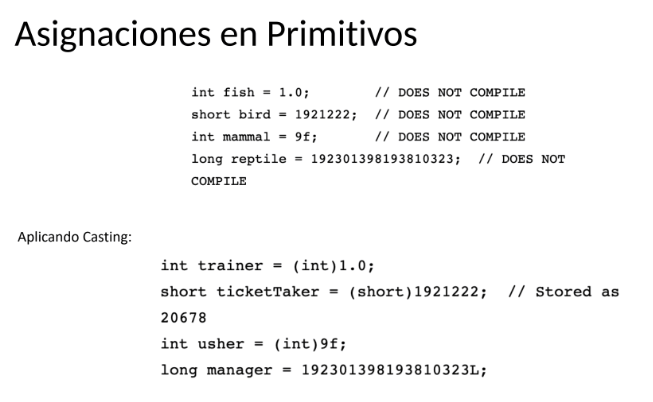 Asignaciones en Primitivos
int fish = 1.0;        // DOES NOT COMPILE
short bird = 1921222;  // DOES NOT COMPILE
int mammal = 9f;       // DOES NOT COMPILE
long reptile = 192301398193810323;  // DOES NOT
COMPILE
Aplicando Casting:
int trainer = (int)1.0;
short ticketTaker = (short)1921222;  // Stored as
20678
int usher = (int)9f;
long manager = 192301398193810323L;